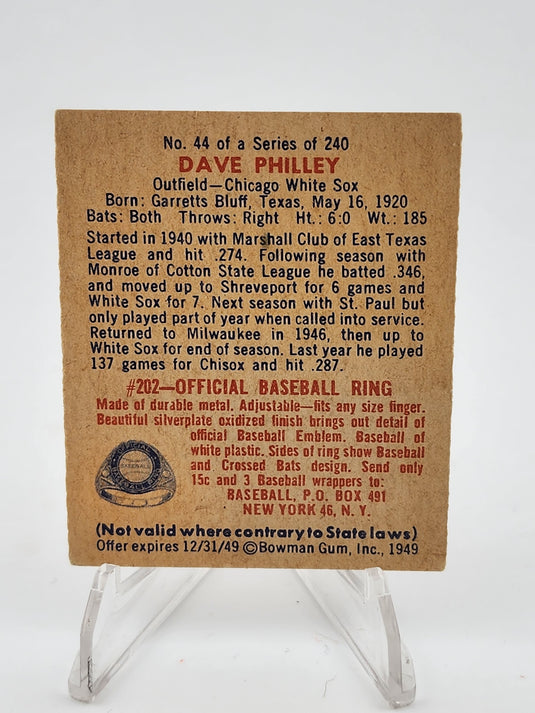 No. 44 of a Series of 240
DAVE PHILLEY
Outfield—Chicago White Sox
Born: Garretts Bluff, Texas, May 16, 1920
Bats: Both Throws: Right Ht.: 6:0 Wt.: 185
Started in 1940 with Marshall Club of East Texas
League and hit .274. Following season with
Monroe of Cotton State League he batted .346,
and moved up to Shreveport for 6 games and
White Sox for 7. Next season with St. Paul but
only played part of year when called into service.
Returned to Milwaukee in 1946, then up to
White Sox for end of season. Last year he played
137 games for Chisox and hit .287.
#202—OFFICIAL BASEBALL RING
Made of durable metal. Adjustable—fits any size finger.
Beautiful silverplate oxidized finish brings out detail of
official Baseball Emblem. Baseball of
white plastic. Sides of ring show Baseball
and Crossed Bats design. Send only
15c and 3 Baseball wrappers to:
BASEBALL, P.O. BOX 491
NEW YORK 46, N. Y.
OFFICIAL
BASEBALL
BASEBALL RING
(Not valid where contrary to State laws)
Offer expires 12/31/49 ©Bowman Gum, Inc., 1949